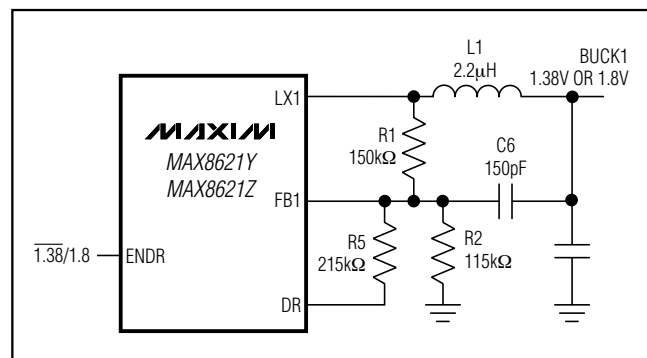 L1
2.2µH
BUCK1
1.38V OR 1.8V
LX1
MAXIM
MAX8621Y
MAX8621Z
R1
150kΩ
C6
150pF
FB1
R5
215kΩ
R2
115kΩ
1.38/1.8
ENDR
DR